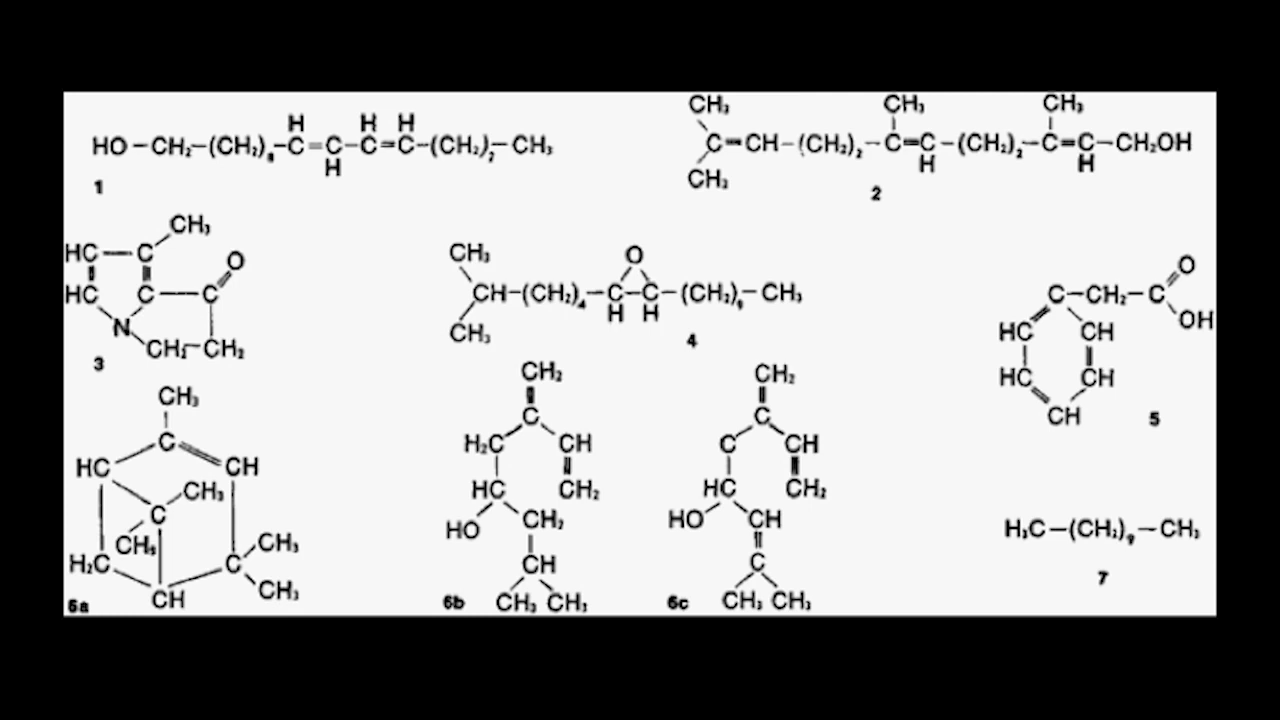 HO–CH₂–(CH₂)₈–C=C–C=C–(CH₂)₂–CH₃
H H H
H
1
CH₃ CH₃ CH₃
C=CH–(CH₂)₂–C=C–(CH₂)₂–C=C–CH₂OH
CH₃ H H
2
CH₃
HC C O
HC C C
N
CH₂ CH₂
3
CH₃ O
CH–(CH₂)₄–C–C–(CH₂)₉–CH₃
CH₃ H H
4
O
C CH₂ C
HC CH OH
HC CH
CH
5
CH₃
C
HC CH
CH₃
C
CH₃ CH₃
H₂C C
CH CH₃
6a
CH₂
C
H₂C CH
HC CH₂
HO CH₂
CH
CH₃ CH₃
6b
CH₂
C
C CH
HC CH₂
HO CH
C
CH₃ CH₃
6c
H₃C–(CH₂)₉–CH₃
7